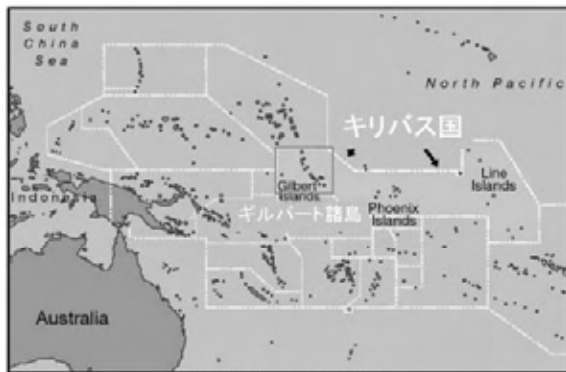 South
China
Sea
North Pacific
キリバス国
Line
Islands
Gilbert
Islands
Indonesia
ギルバート諸島
Phoenix
Islands
Australia